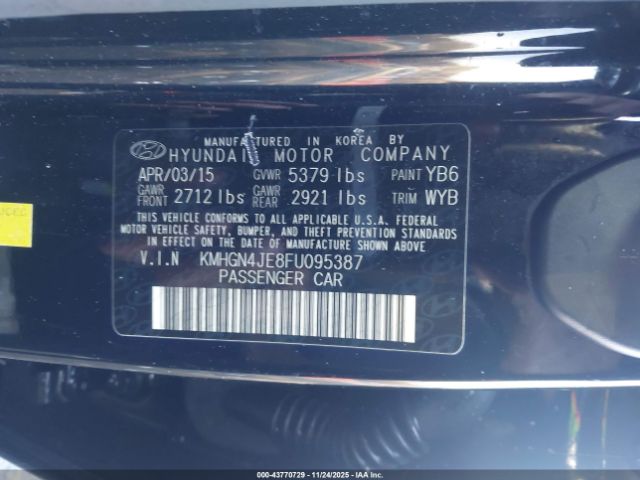 MANUFACTURED IN KOREA BY
HYUNDAI MOTOR COMPANY
APR/03/15 GVWR 5379 lbs PAINT YB6
GAWR FRONT 2712 lbs GAWR REAR 2921 lbs TRIM WYB
THIS VEHICLE CONFORMS TO ALL APPLICABLE U.S.A. FEDERAL
MOTOR VEHICLE SAFETY, BUMPER, AND THEFT PREVENTION
STANDARDS IN EFFECT ON THE DATE OF MANUFACTURE SHOWN ABOVE.
V.I.N KMHGN4JE8FU095387
PASSENGER CAR
000-43770729 - 11/24/2025 - IAAI.COM